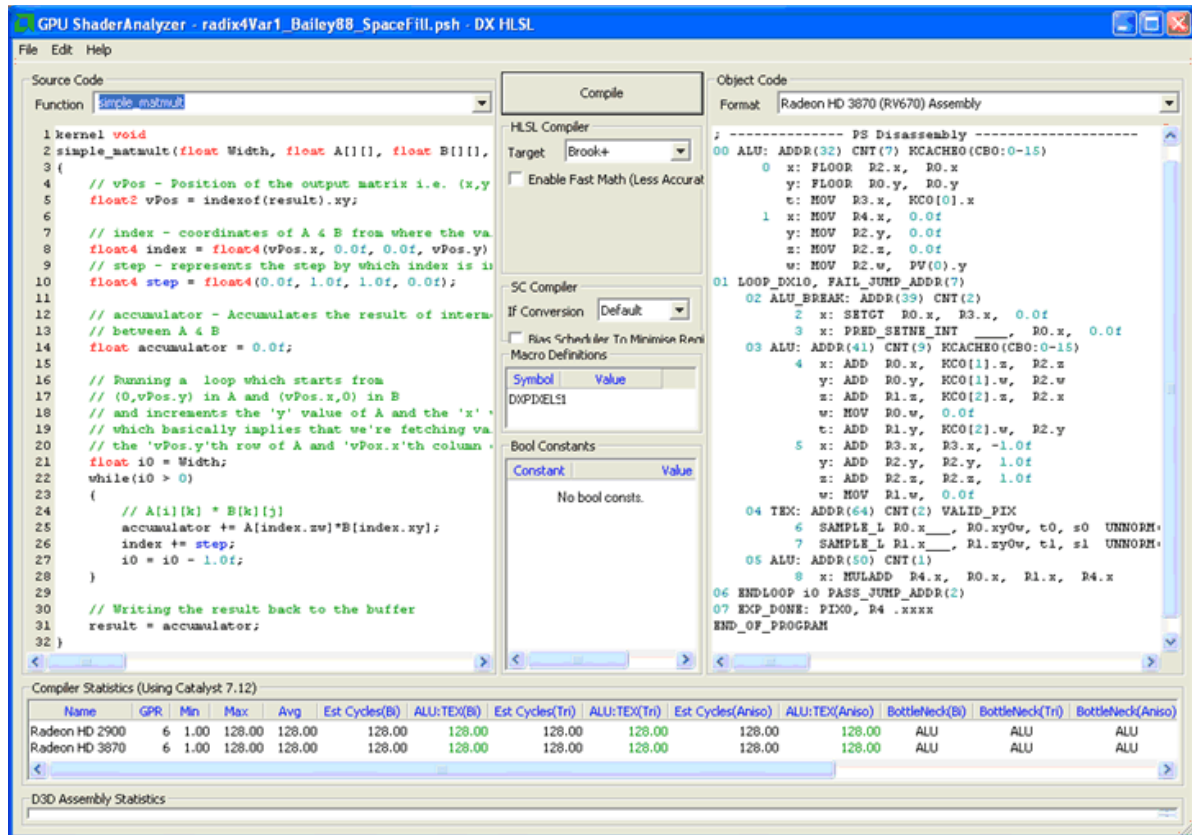 GPU ShaderAnalyzer - radix4Var1_Bailey88_SpaceFill.psh - DX HLSL
File Edit Help
Source Code
Function simple_matmult
1 kernel void
2 simple_matmult(float Width, float A[][], float B[][],
3 {
4 // vPos - Position of the output matrix i.e. (x,y
5 float2 vPos = indexof(result).xy;
6
7 // index - coordinates of A & B from where the va
8 float4 index = float4(vPos.x, 0.0f, 0.0f, vPos.y)
9 // step - represents the step by which index is i
10 float4 step = float4(0.0f, 1.0f, 1.0f, 0.0f);
11
12 // accumulator - Accumulates the result of interm
13 // between A & B
14 float accumulator = 0.0f;
15
16 // Running a loop which starts from
17 // (0,vPos.y) in A and (vPos.x,0) in B
18 // and increments the 'y' value of A and the 'x'
19 // which basically implies that we're fetching va
20 // the 'vPos.y'th row of A and 'vPox.x'th column
21 float i0 = Width;
22 while(i0 > 0)
23 {
24 // A[i][k] * B[k][j]
25 accumulator += A[index.zw]*B[index.xy];
26 index += step;
27 i0 = i0 - 1.0f;
28 }
29
30 // Writing the result back to the buffer
31 result = accumulator;
32 }
Compile
HLSL Compiler
Target Brook+
Enable Fast Math (Less Accurat
SC Compiler
If Conversion Default
Bias Scheduler To Minimise Regi
Macro Definitions
Symbol Value
DXPIXELS1
Bool Constants
Constant Value
No bool consts.
Object Code
Format Radeon HD 3870 (RV670) Assembly
; -------------- PS Disassembly --------------------
00 ALU: ADDR(32) CNT(7) KCACHE0(CB0:0-15)
0 x: FLOOR R2.x, R0.x
y: FLOOR R0.y, R0.y
t: MOV R3.x, KC0[0].x
1 x: MOV R4.x, 0.0f
y: MOV R2.y, 0.0f
z: MOV R2.z, 0.0f
w: MOV R2.w, PV(0).y
01 LOOP_DX10, FAIL_JUMP_ADDR(7)
02 ALU_BREAK: ADDR(39) CNT(2)
2 x: SETGT R0.x, R3.x, 0.0f
3 x: PRED_SETNE_INT ____, R0.x, 0.0f
03 ALU: ADDR(41) CNT(9) KCACHE0(CB0:0-15)
4 x: ADD R0.x, KC0[1].z, R2.z
y: ADD R0.y, KC0[1].w, R2.w
z: ADD R1.z, KC0[2].z, R2.x
w: MOV R0.w, 0.0f
t: ADD R1.y, KC0[2].w, R2.y
5 x: ADD R3.x, R3.x, -1.0f
y: ADD R2.y, R2.y, 1.0f
z: ADD R2.z, R2.z, 1.0f
w: MOV R1.w, 0.0f
04 TEX: ADDR(64) CNT(2) VALID_PIX
6 SAMPLE_L R0.x___, R0.xy0w, t0, s0 UNNORM
7 SAMPLE_L R1.x___, R1.zy0w, t1, s1 UNNORM
05 ALU: ADDR(50) CNT(1)
8 x: MULADD R4.x, R0.x, R1.x, R4.x
06 ENDLOOP i0 PASS_JUMP_ADDR(2)
07 EXP_DONE: PIX0, R4 .xxxx
END_OF_PROGRAM
Compiler Statistics (Using Catalyst 7.12)
Name GPR Min Max Avg Est Cycles(Bi) ALU:TEX(Bi) Est Cycles(Tri) ALU:TEX(Tri) Est Cycles(Aniso) ALU:TEX(Aniso) BottleNeck(Bi) BottleNeck(Tri) BottleNeck(Aniso)
Radeon HD 2900 6 1.00 128.00 128.00 128.00 128.00 128.00 128.00 128.00 128.00 ALU ALU ALU
Radeon HD 3870 6 1.00 128.00 128.00 128.00 128.00 128.00 128.00 128.00 128.00 ALU ALU ALU
D3D Assembly Statistics